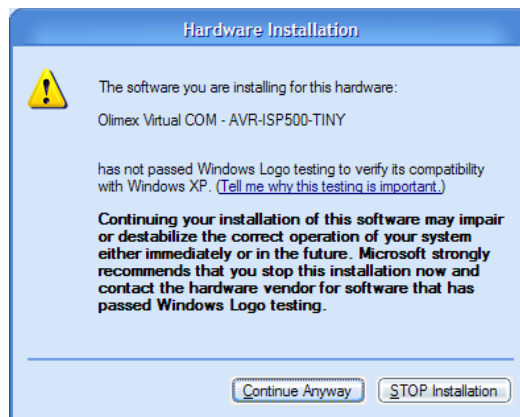 Hardware Installation
The software you are installing for this hardware:
Olimex Virtual COM - AVR-ISP500-TINY
has not passed Windows Logo testing to verify its compatibility
with Windows XP. (Tell me why this testing is important.)
Continuing your installation of this software may impair
or destabilize the correct operation of your system
either immediately or in the future. Microsoft strongly
recommends that you stop this installation now and
contact the hardware vendor for software that has
passed Windows Logo testing.
Continue Anyway STOP Installation